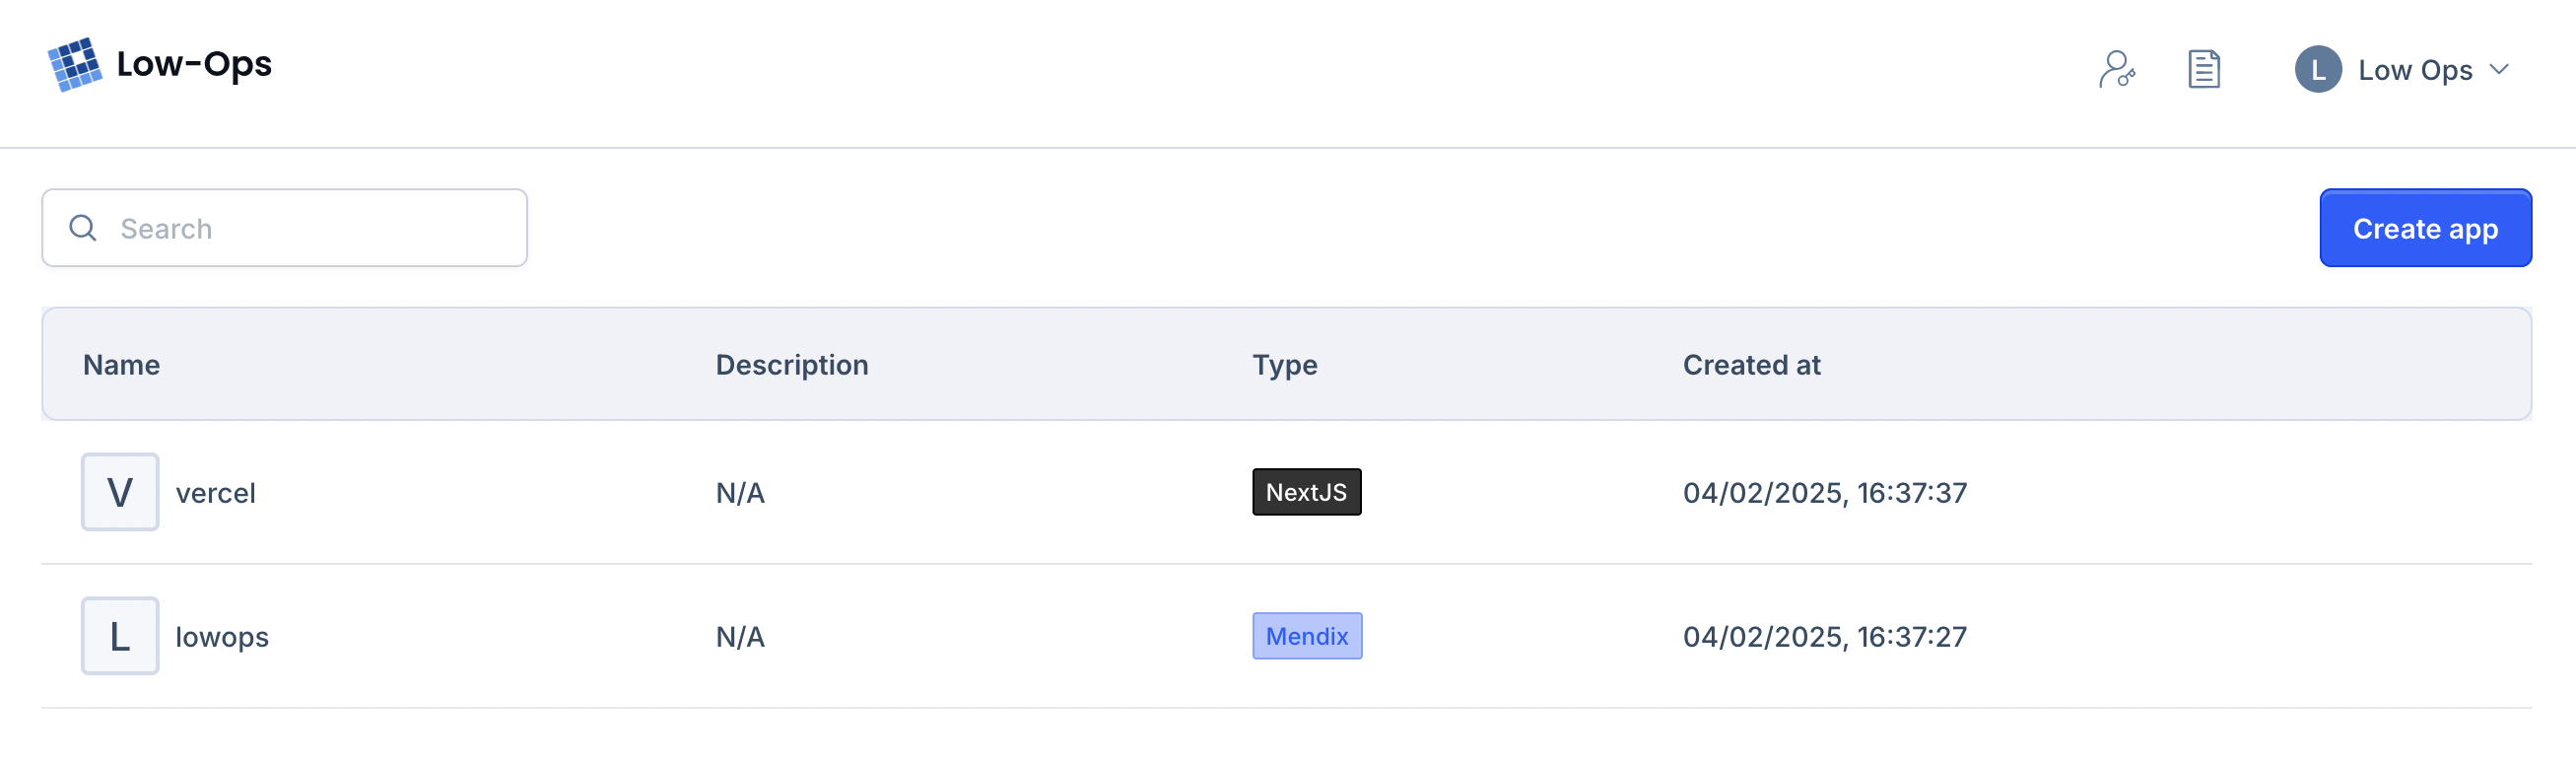 Low-Ops
L Low Ops
Search
Create app
Name Description Type Created at
V vercel N/A NextJS 04/02/2025, 16:37:37
L lowops N/A Mendix 04/02/2025, 16:37:27